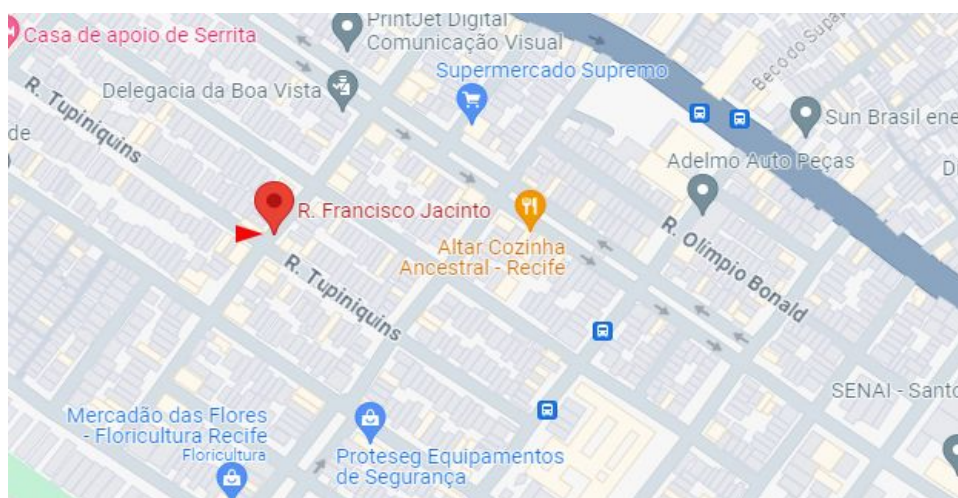 PrintJet Digital
Comunicação Visual
Casa de apoio de Serrita
Supermercado Supremo
Delegacia da Boa Vista
R. Tupiniquins
Beco do Supap
Sun Brasil ene
de
Adelmo Auto Peças
D
R. Francisco Jacinto
R. Olímpio Bonald
Altar Cozinha
Ancestral - Recife
R. Tupiniquins
SENAI - Santo
Mercadão das Flores
- Floricultura Recife
Floricultura
Proteseg Equipamentos
de Segurança